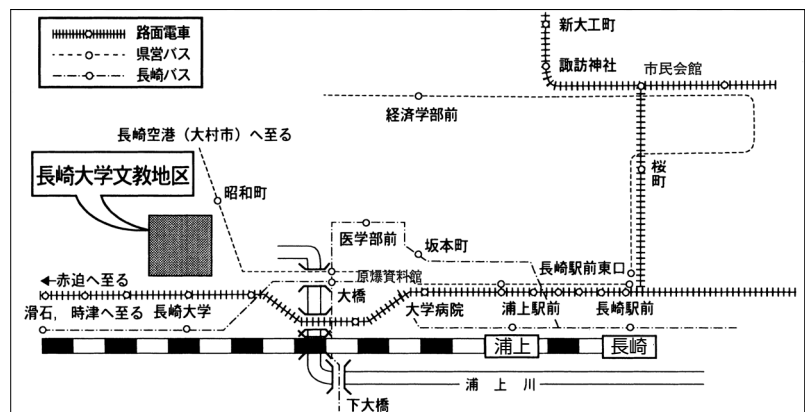 路面電車
県営バス
長崎バス
新大工町
諏訪神社
市民会館
経済学部前
長崎空港（大村市）へ至る
長崎大学文教地区
昭和町
桜町
医学部前
坂本町
原爆資料館
長崎駅前東口
←赤迫へ至る
大橋
滑石，時津へ至る
長崎大学
大学病院
浦上駅前
長崎駅前
浦上
長崎
浦上川
下大橋